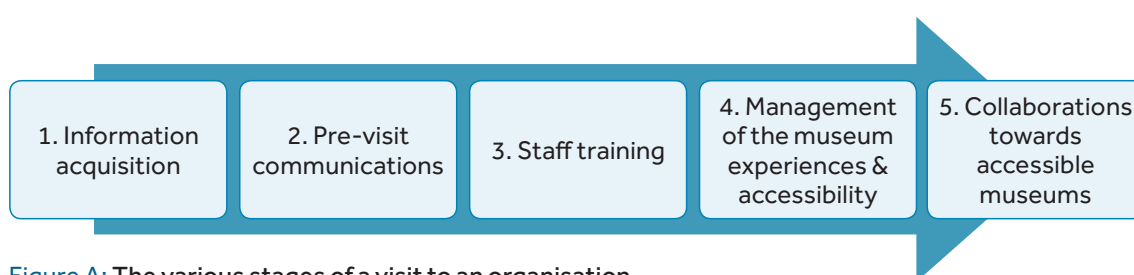 1. Information
acquisition
2. Pre-visit
communications
3. Staff training
4. Management
of the museum
experiences &
accessibility
5. Collaborations
towards
accessible
museums
Figure A: The various stages of a visit to an organisation